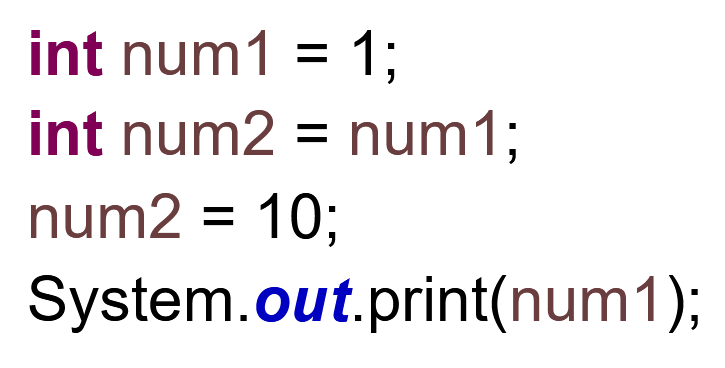 int num1 = 1;
int num2 = num1;
num2 = 10;
System.out.print(num1);